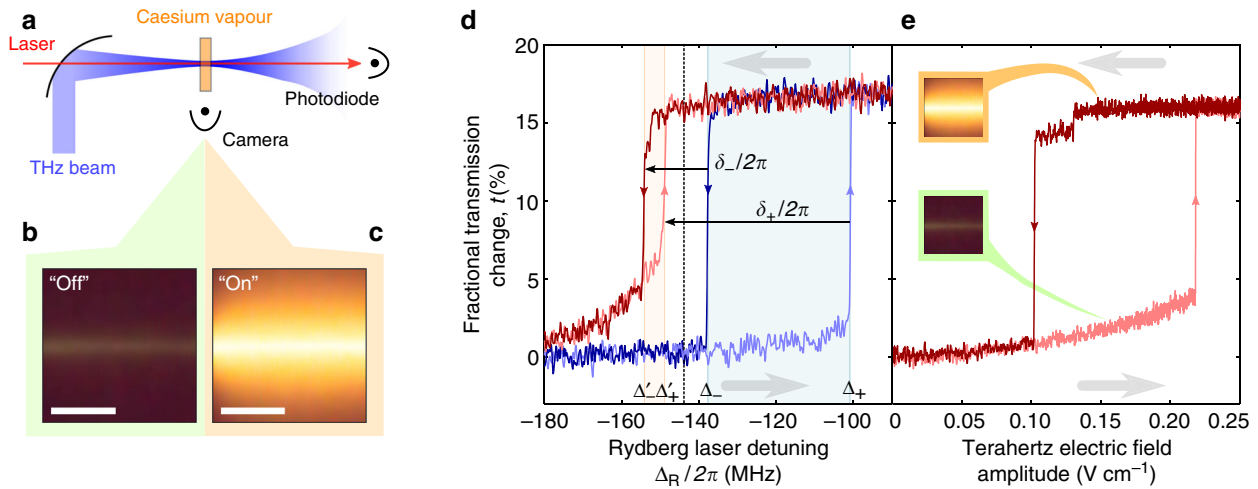 a
Caesium vapour
Laser
Photodiode
Camera
THz beam
b
c
"Off"
"On"
d
e
Fractional transmission
change, t (%)
20
15
10
5
0
δ₋/2π
δ₊/2π
Δ′₋
Δ′₊
Δ₋
Δ₊
−180
−160
−140
−120
−100
0
0.05
0.10
0.15
0.20
0.25
Rydberg laser detuning
Δ_R / 2π (MHz)
Terahertz electric field
amplitude (V cm⁻¹)